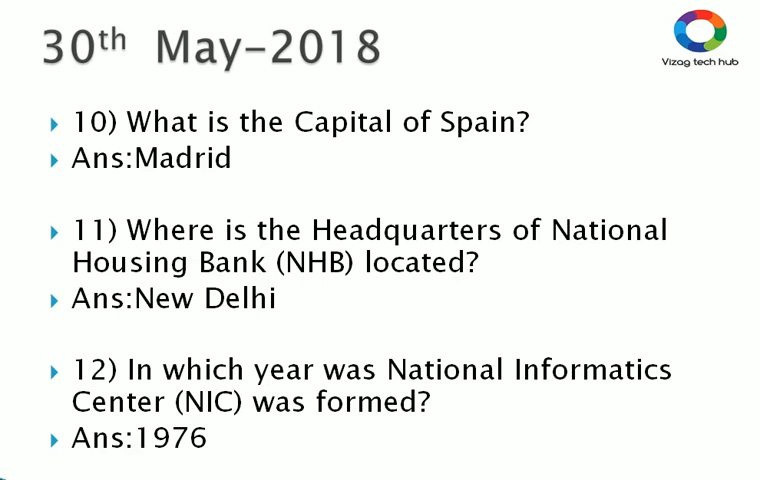 30th May-2018
Vizag tech hub
10) What is the Capital of Spain?
Ans:Madrid
11) Where is the Headquarters of National
Housing Bank (NHB) located?
Ans:New Delhi
12) In which year was National Informatics
Center (NIC) was formed?
Ans:1976